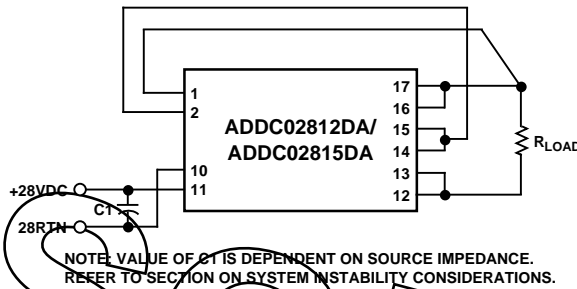 1
2
10
11
17
16
15
14
13
12
ADDC02812DA/
ADDC02815DA
RLOAD
+28VDC
C1
28RTN
NOTE: VALUE OF C1 IS DEPENDENT ON SOURCE IMPEDANCE.
REFER TO SECTION ON SYSTEM INSTABILITY CONSIDERATIONS.